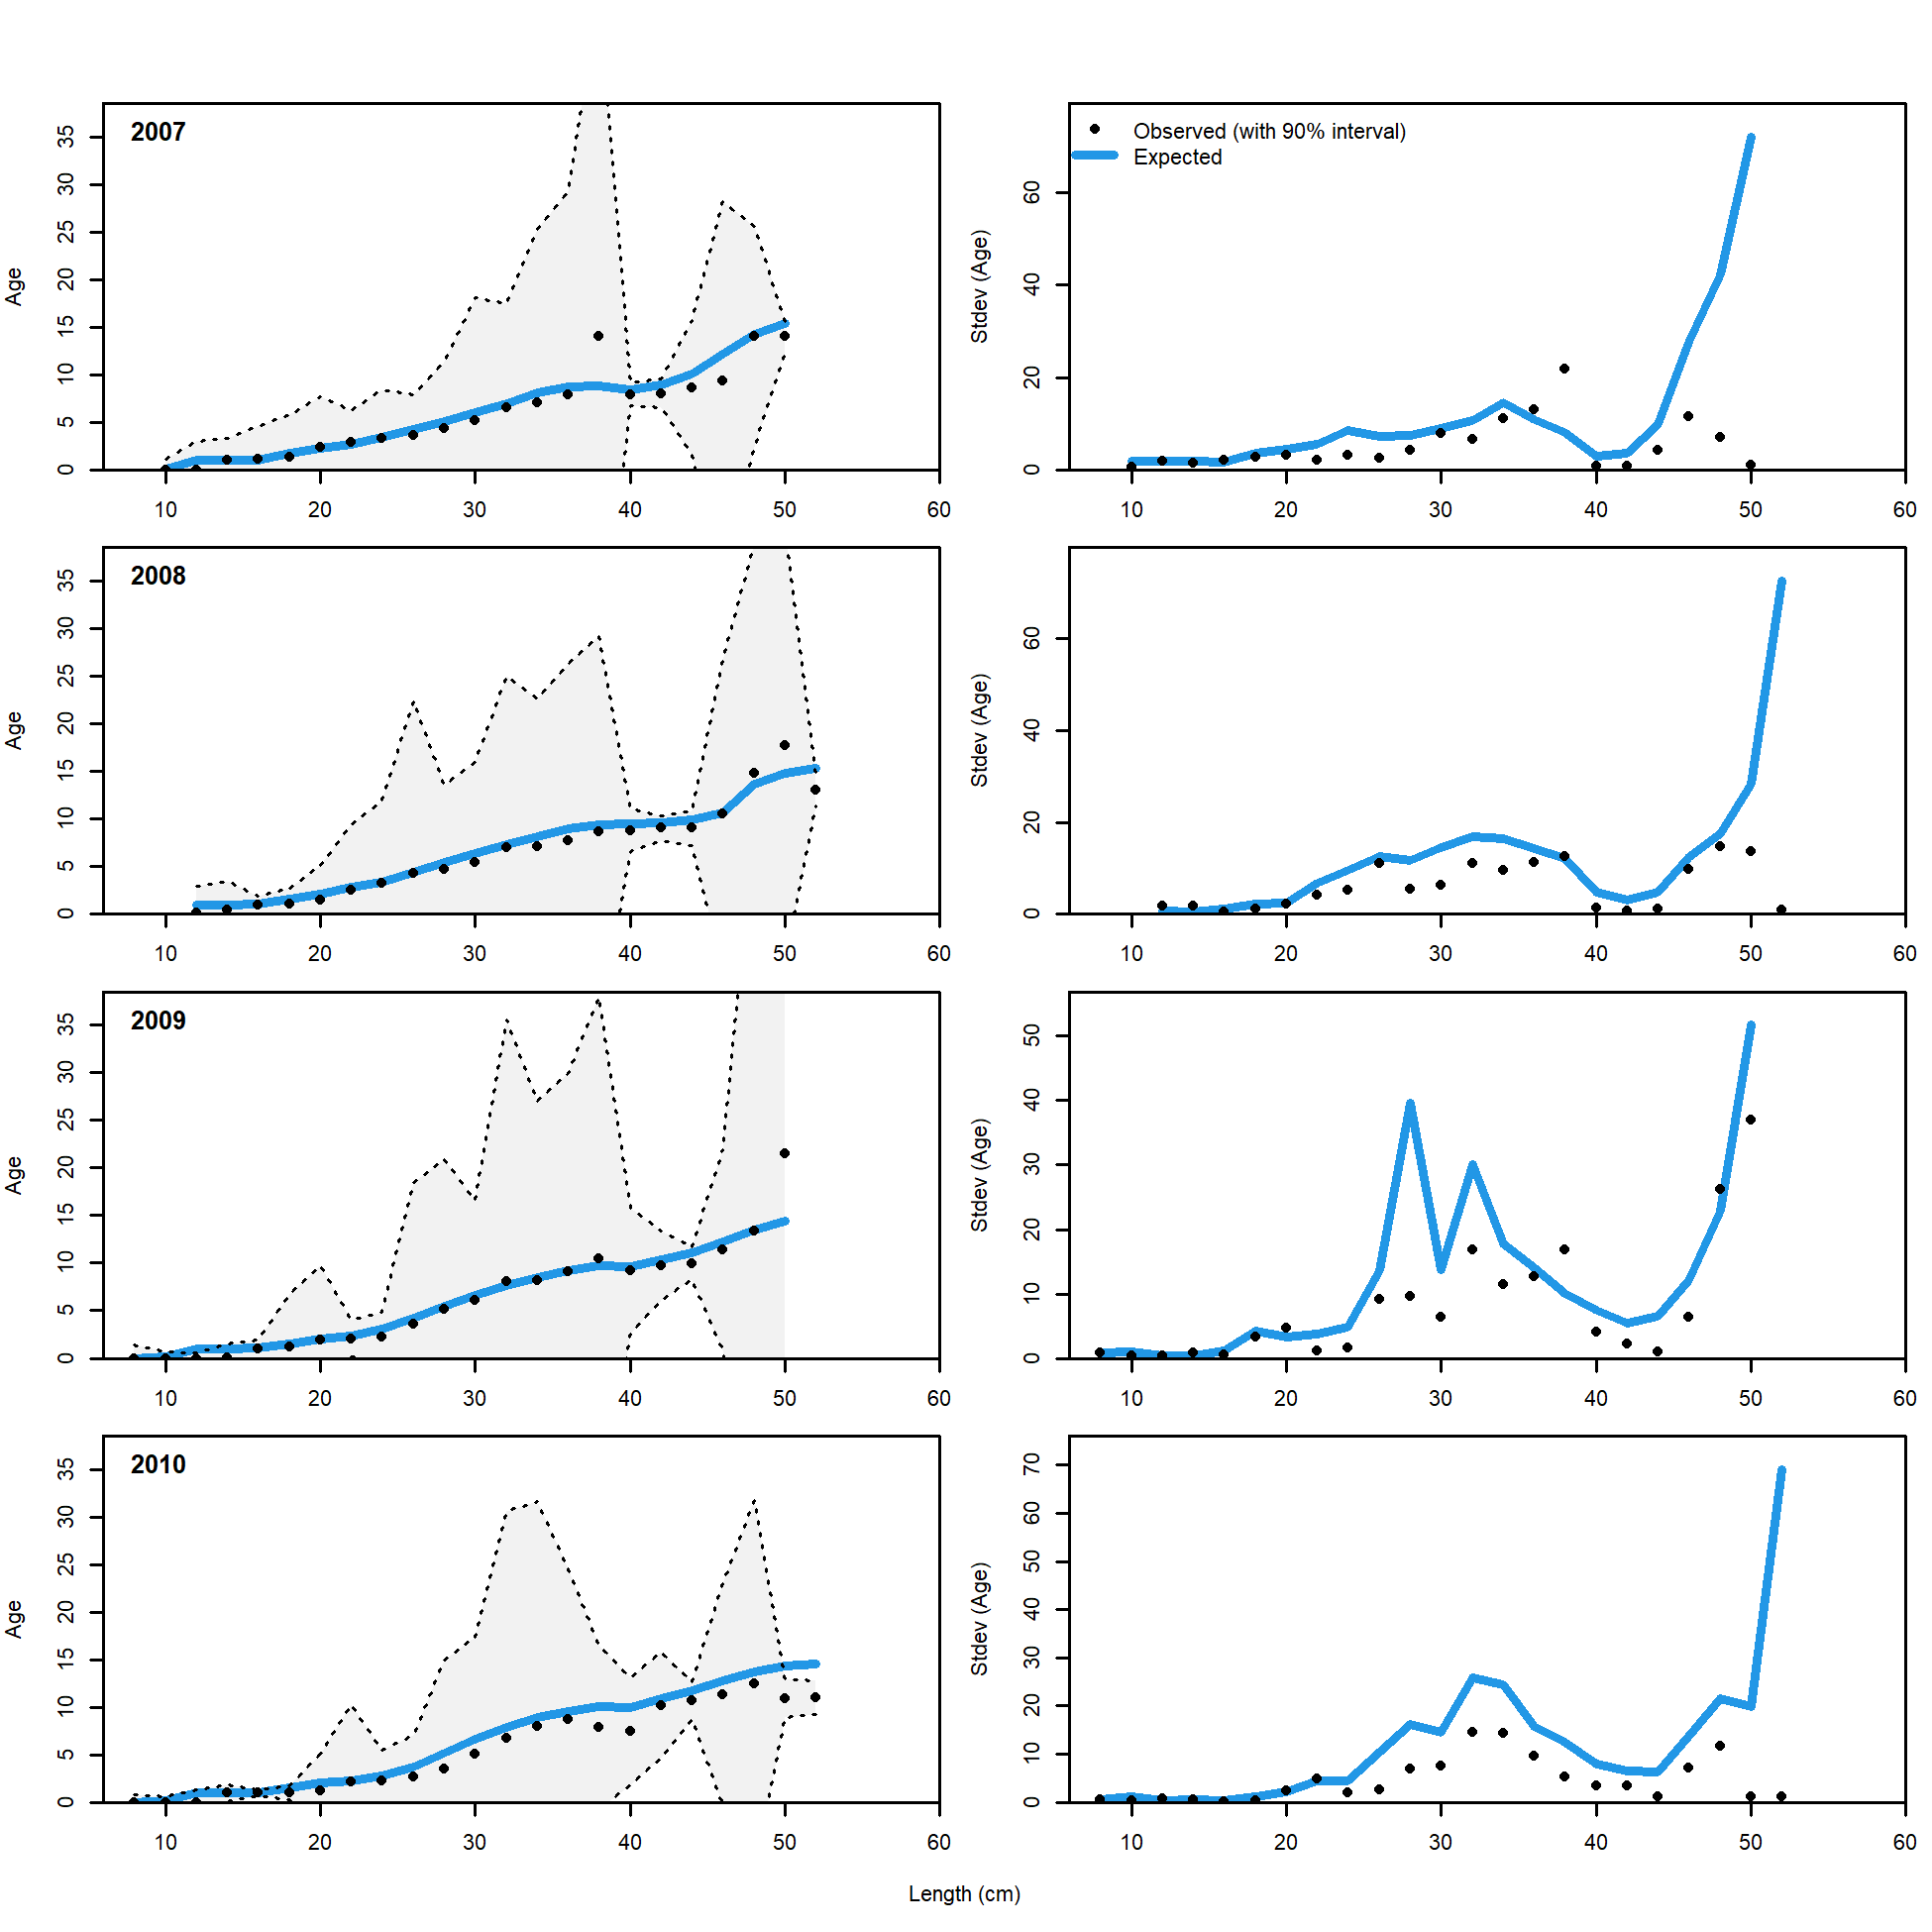 2007
Age
0 5 10 15 20 25 30 35
10 20 30 40 50 60
Observed (with 90% interval)
Expected
Stdev (Age)
0 20 40 60
10 20 30 40 50 60
2008
Age
0 5 10 15 20 25 30 35
10 20 30 40 50 60
Stdev (Age)
0 20 40 60
10 20 30 40 50 60
2009
Age
0 5 10 15 20 25 30 35
10 20 30 40 50 60
Stdev (Age)
0 10 20 30 40 50
10 20 30 40 50 60
2010
Age
0 5 10 15 20 25 30 35
10 20 30 40 50 60
Stdev (Age)
0 10 20 30 40 50 60 70
10 20 30 40 50 60
Length (cm)